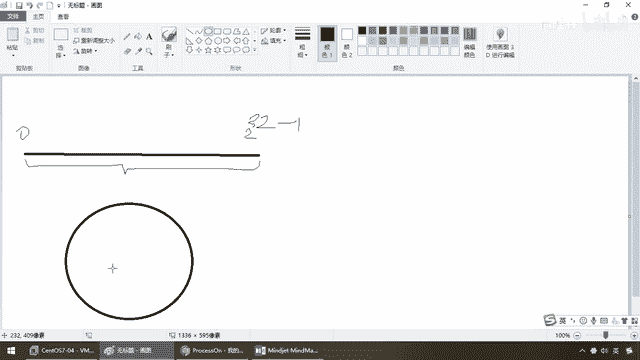 无标题 - 画图
文件 主页 查看
粘贴 剪切 复制 选择 裁剪 重新调整大小 旋转 刷子 轮廓 填充 粗细 颜色 1 颜色 2 编辑颜色 使用画图 3D 进行编辑
剪贴板 图像 工具 形状 颜色
0 2 32 -1
英
232, 409像素 1336 × 595像素 100%
CentOS7-04 - VM... 无标题 - 画图 ProcessOn - 我的... Mindjet MindMa... 英